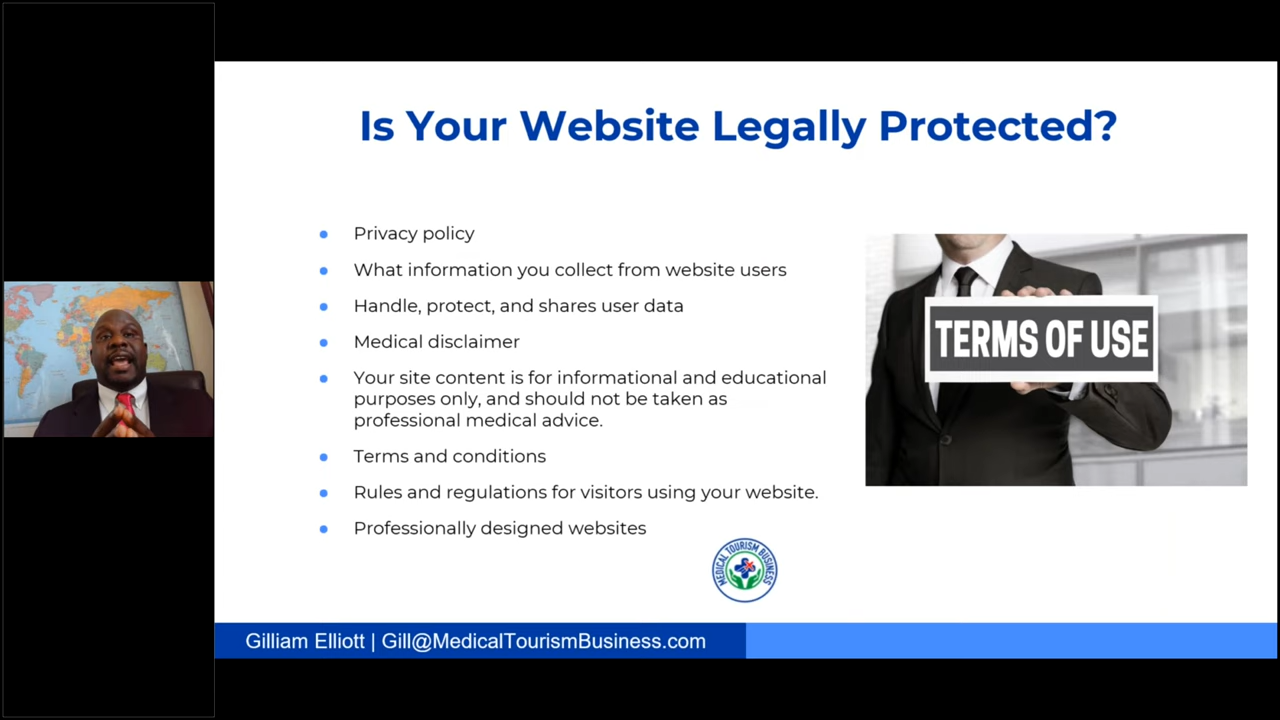 Is Your Website Legally Protected?
Privacy policy
What information you collect from website users
Handle, protect, and shares user data
Medical disclaimer
Your site content is for informational and educational
purposes only, and should not be taken as
professional medical advice.
Terms and conditions
Rules and regulations for visitors using your website.
Professionally designed websites
TERMS OF USE
MEDICAL TOURISM BUSINESS
Gilliam Elliott | Gill@MedicalTourismBusiness.com